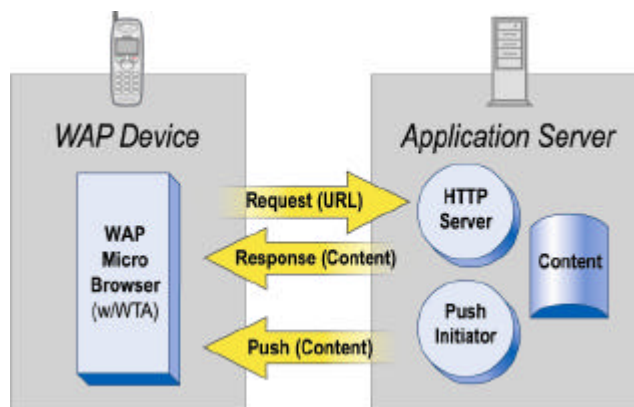 WAP Device
Application Server
WAP
Micro
Browser
(w/WTA)
Request (URL)
Response (Content)
Push (Content)
HTTP
Server
Content
Push
Initiator